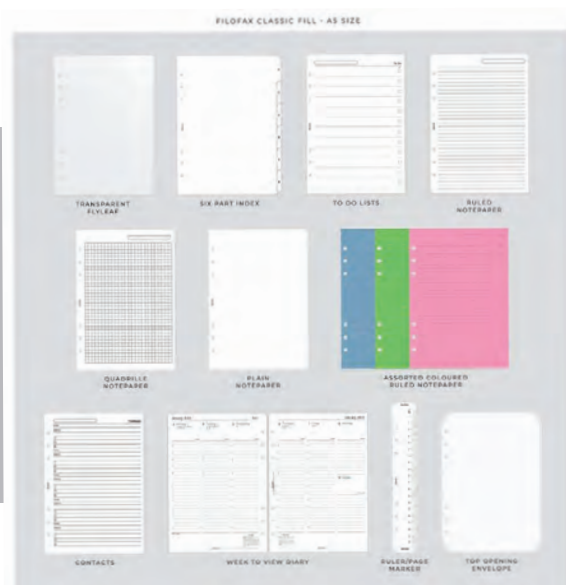 FILOFAX CLASSIC FILL - A5 SIZE
TRANSPARENT
FLYLEAF
SIX PART INDEX
TO DO LISTS
RULED
NOTEPAPER
QUADRILLE
NOTEPAPER
PLAIN
NOTEPAPER
ASSORTED COLOURED
RULED NOTEPAPER
CONTACTS
WEEK TO VIEW DIARY
RULER/PAGE
MARKER
TOP OPENING
ENVELOPE